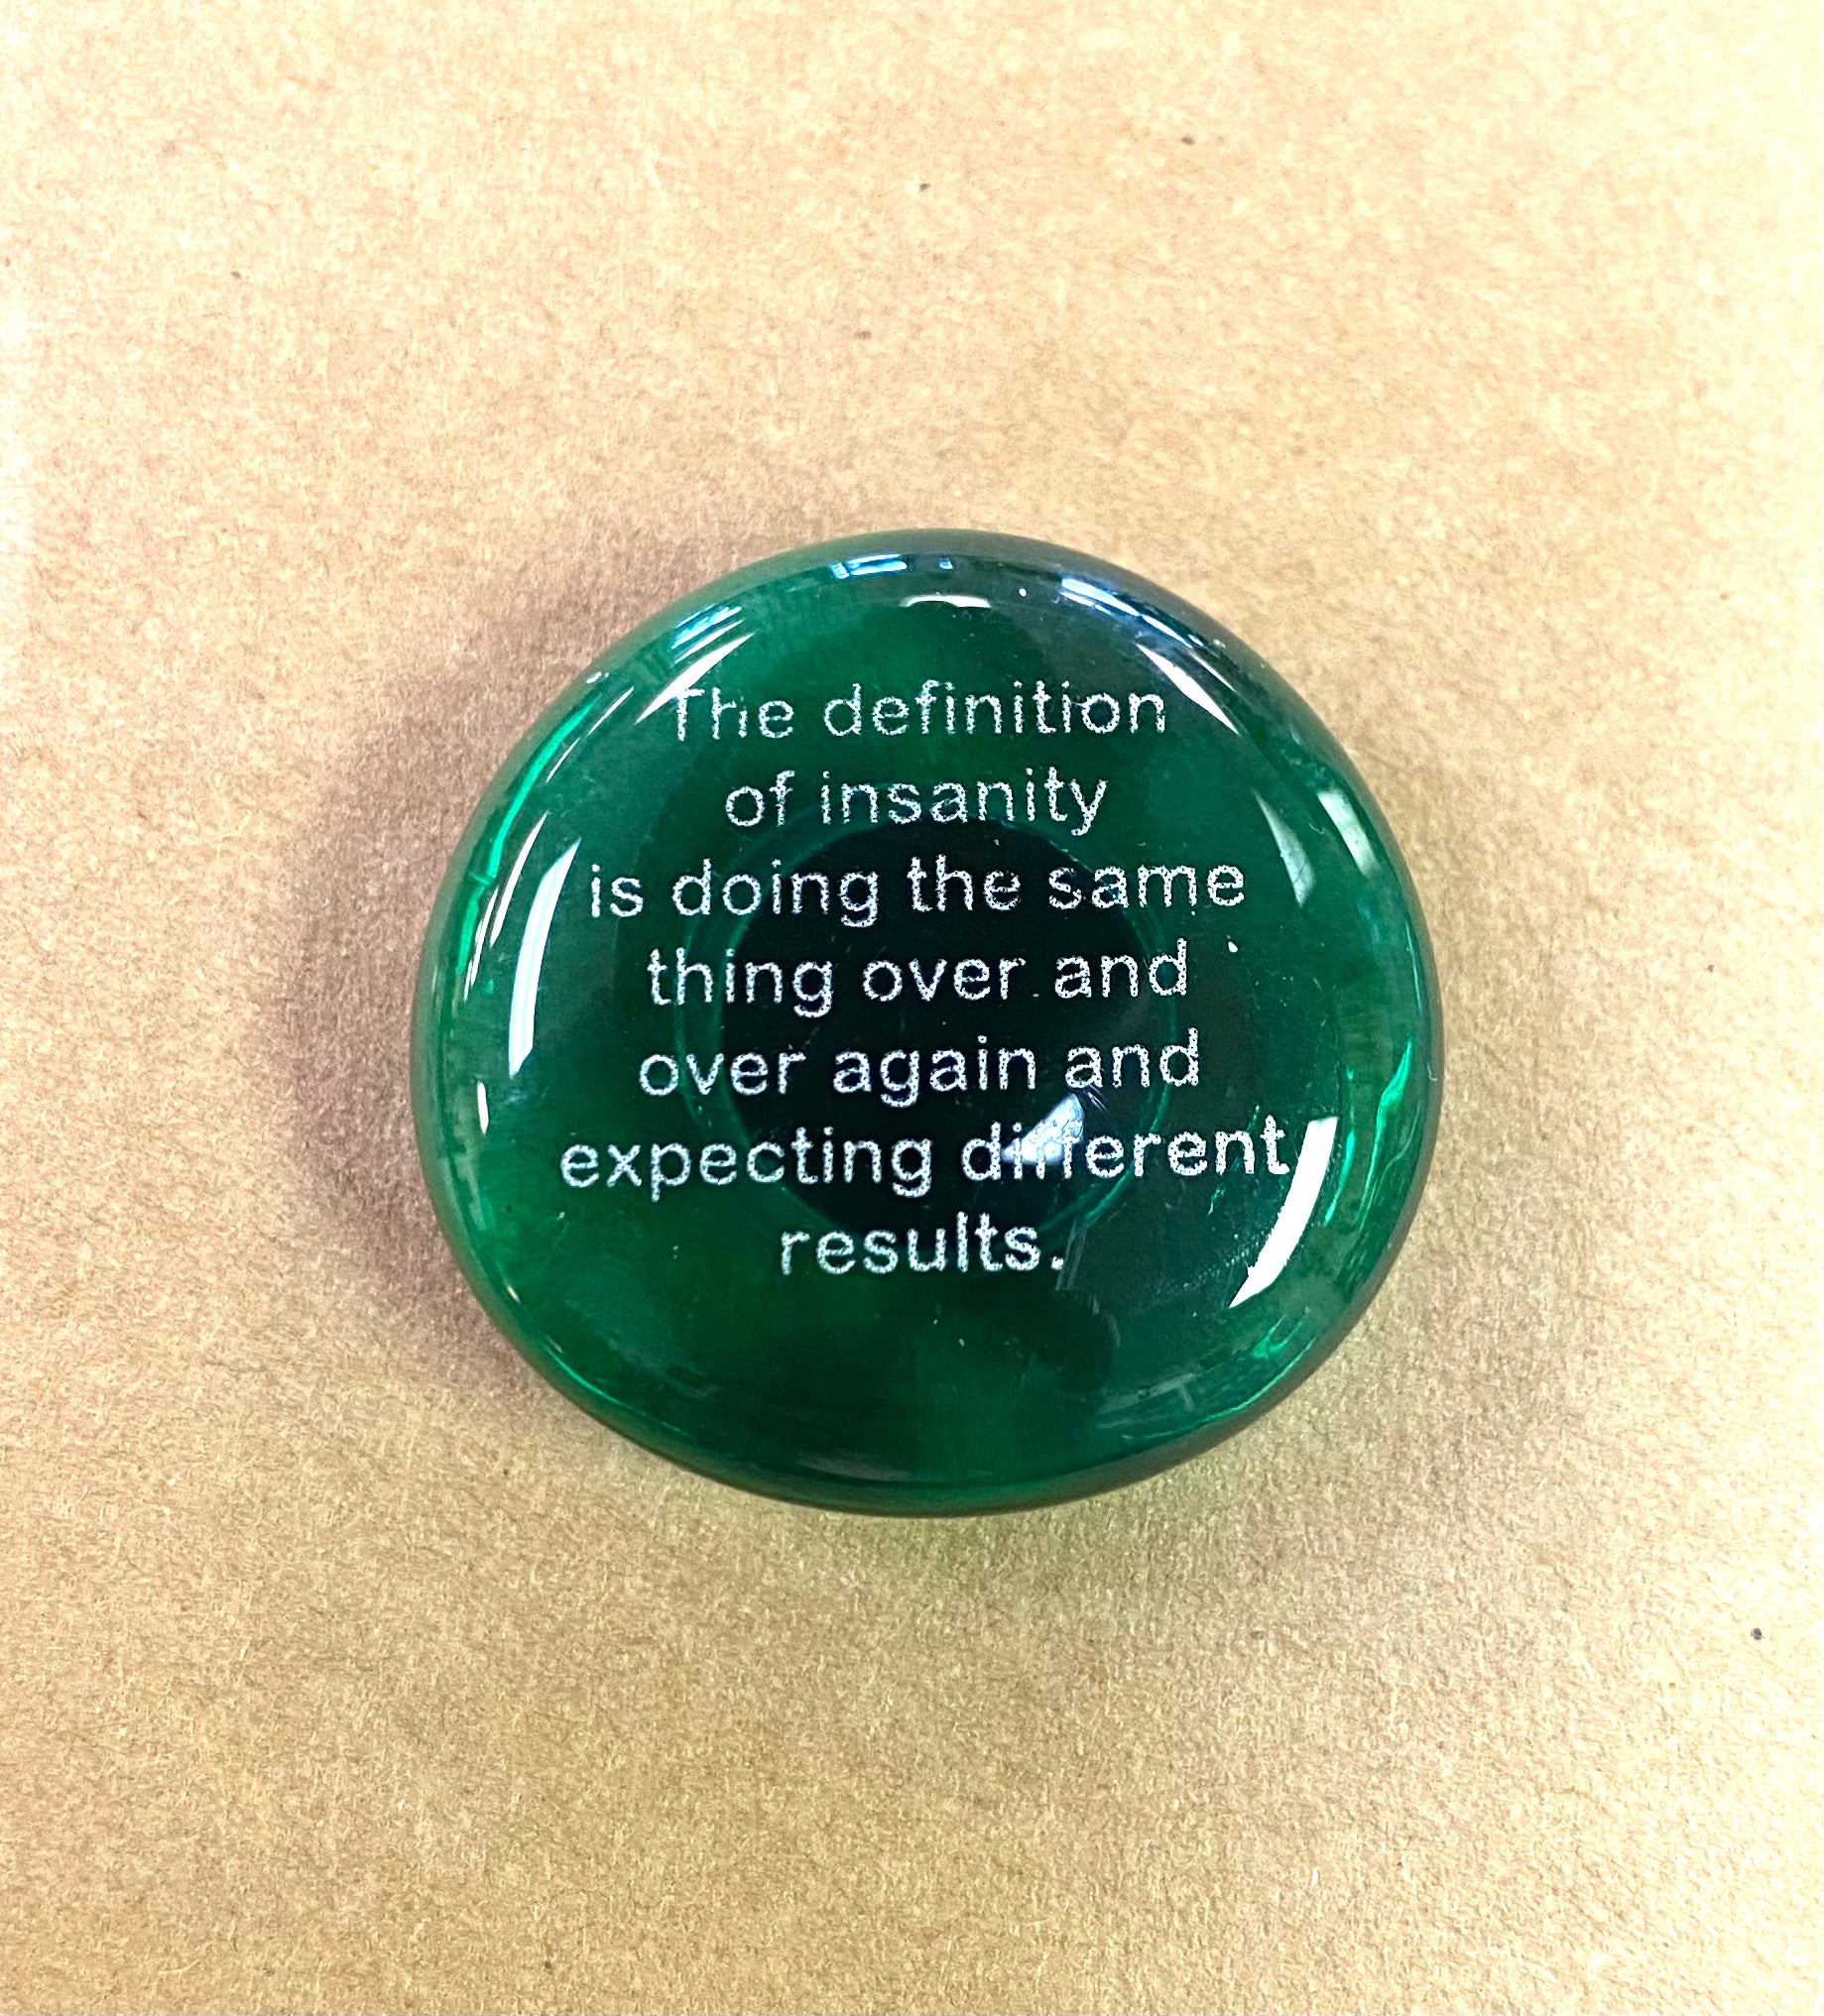 The definition
of insanity
is doing the same
thing over and
over again and
expecting different
results.